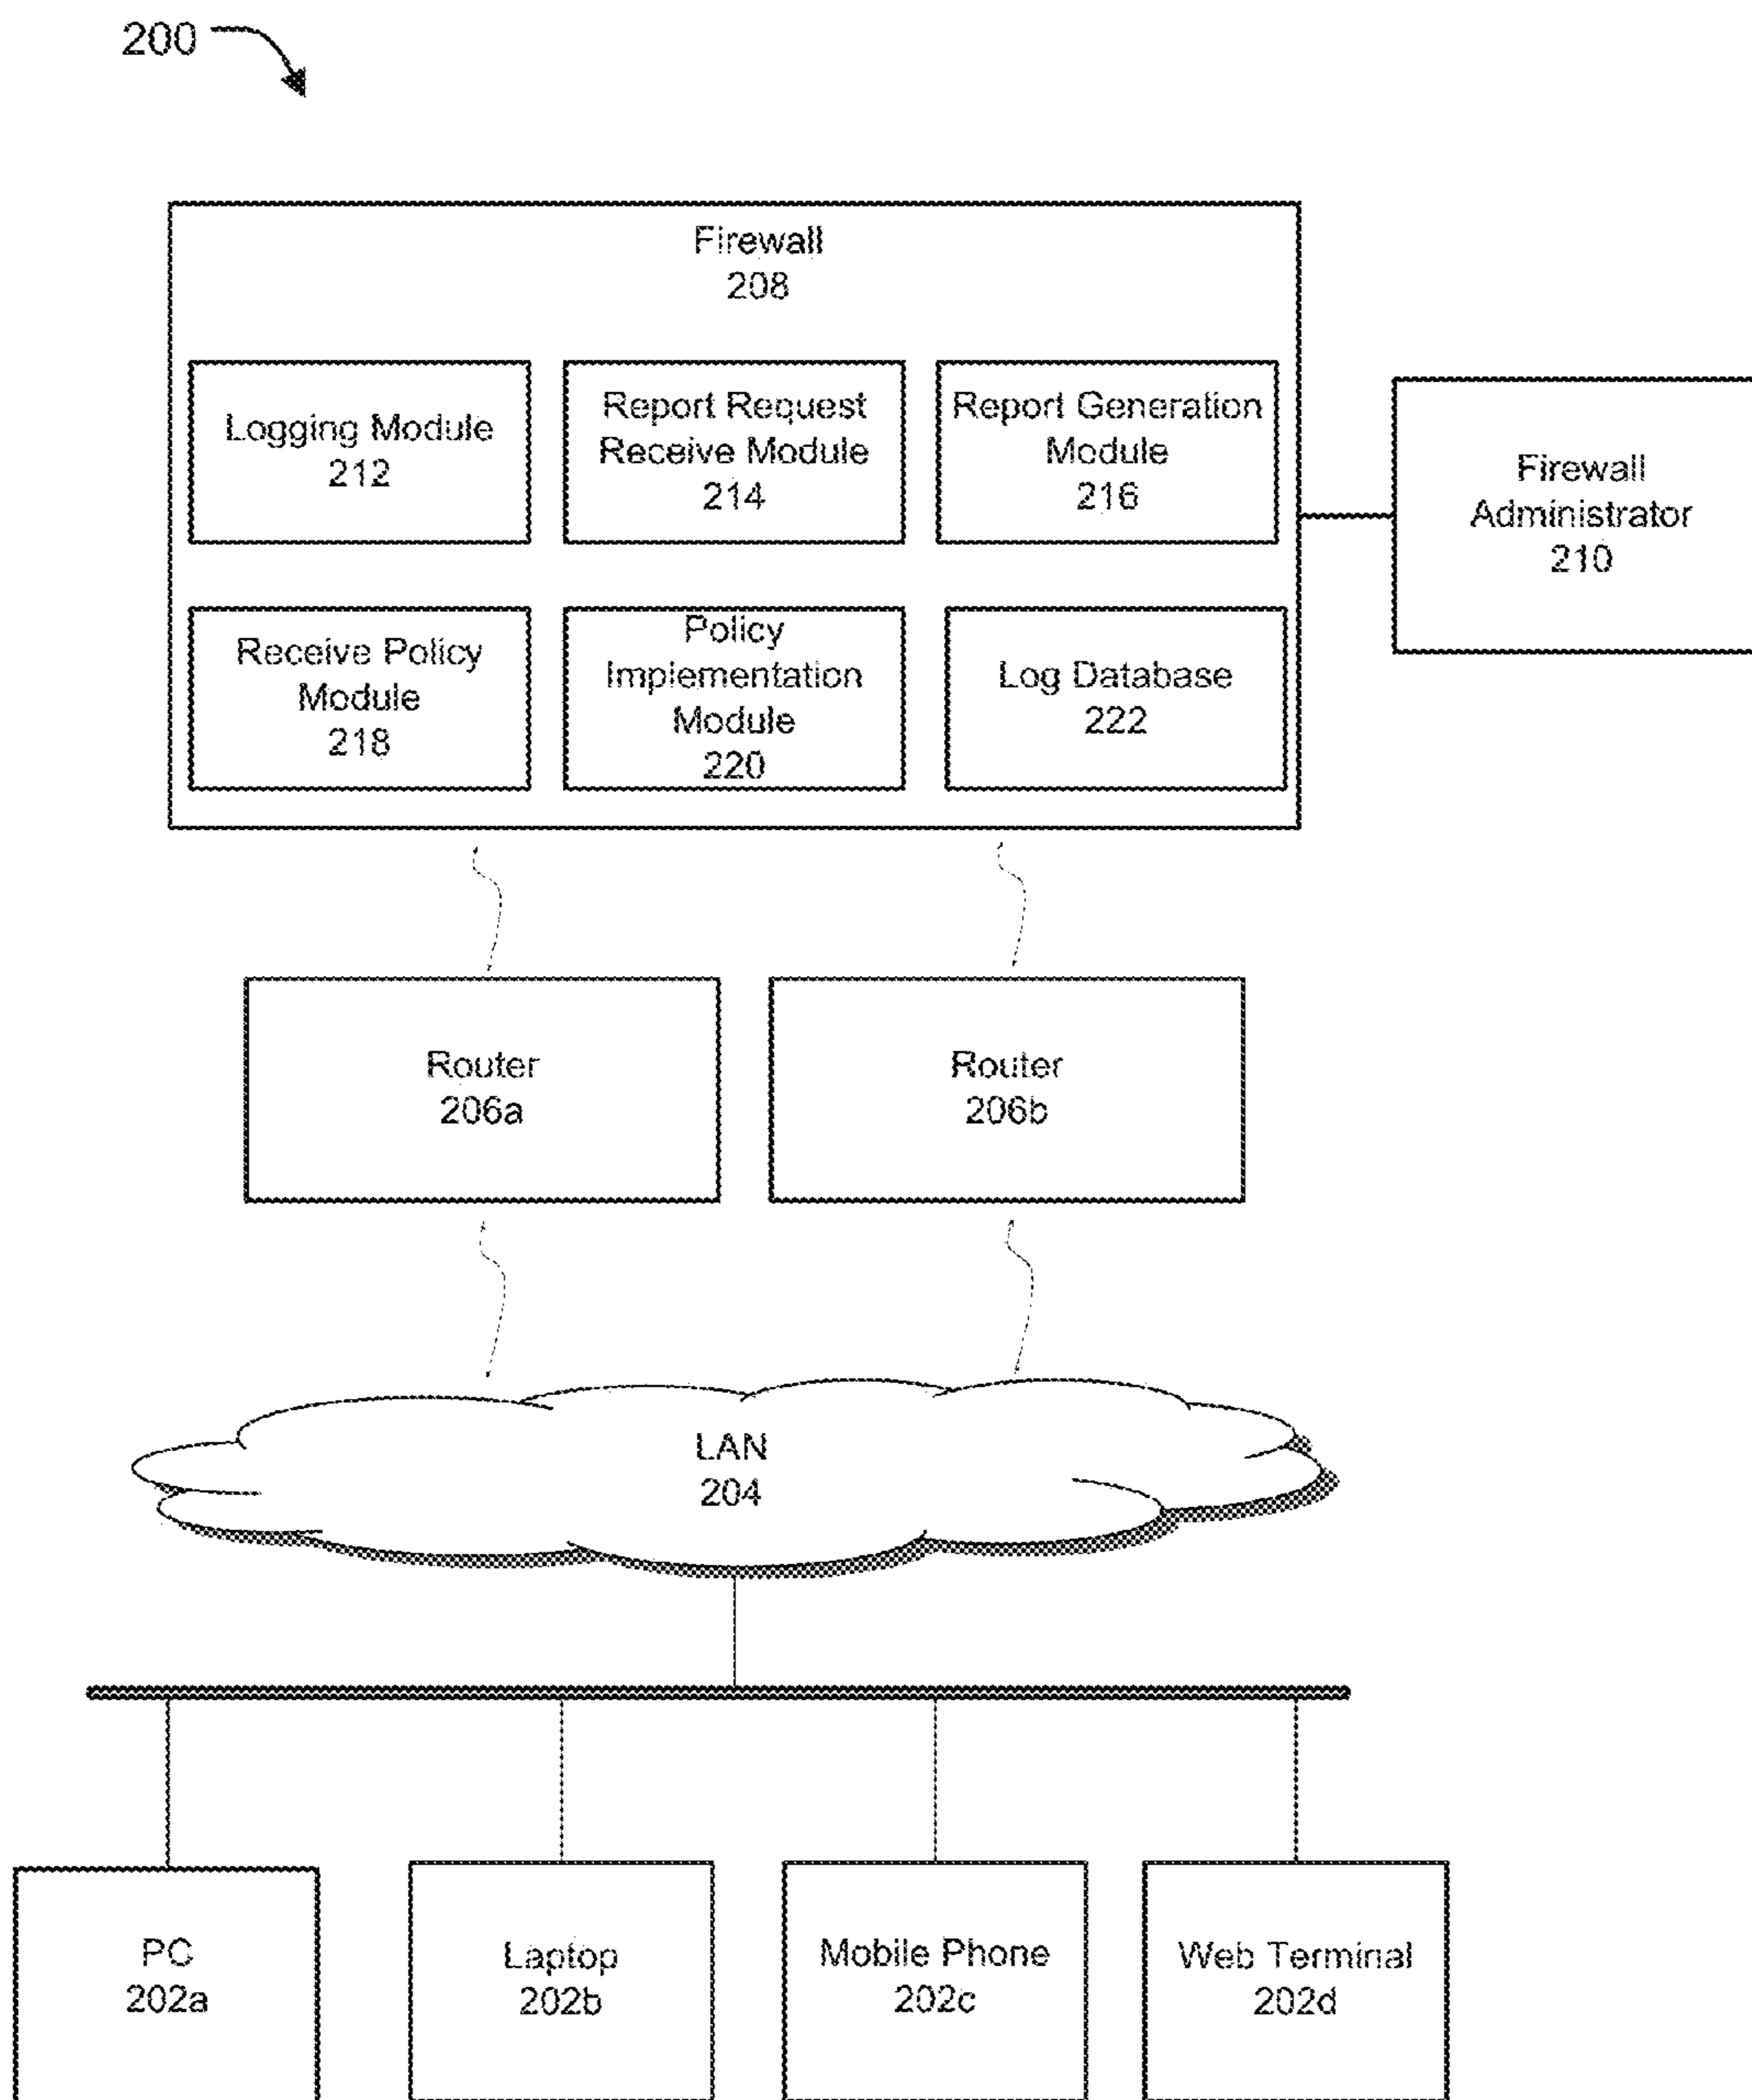 200
Firewall
208
Logging Module
212
Report Request
Receive Module
214
Report Generation
Module
216
Firewall
Administrator
210
Receive Policy
Module
218
Policy
Implementation
Module
220
Log Database
222
Router
206a
Router
206b
LAN
204
PC
202a
Laptop
202b
Mobile Phone
202c
Web Terminal
202d